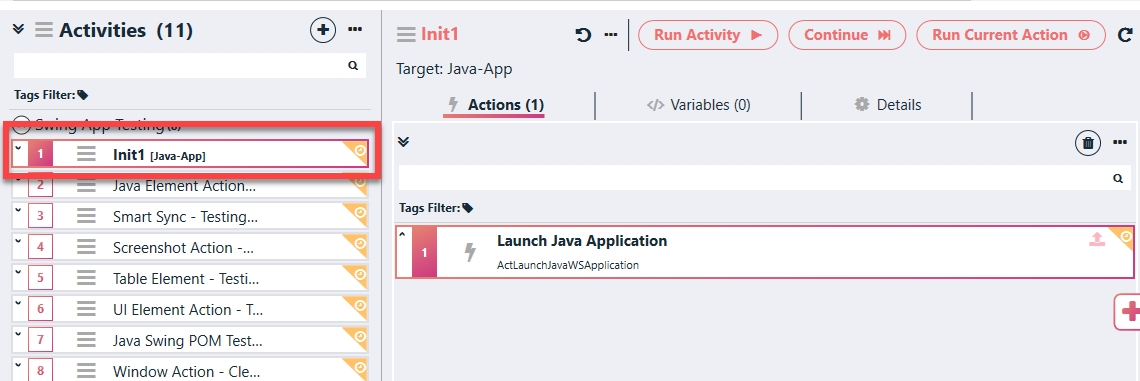 Activities (11)
Tags Filter:
Swing App Testing
1 Init1 [Java-App]
2 Java Element Action...
3 Smart Sync - Testing...
4 Screenshot Action -...
5 Table Element - Testi...
6 UI Element Action - T...
7 Java Swing POM Test...
8 Window Action - Cle...
Init1
Run Activity
Continue
Run Current Action
Target: Java-App
Actions (1)
Variables (0)
Details
Tags Filter:
1 Launch Java Application
ActLaunchJavaWSApplication